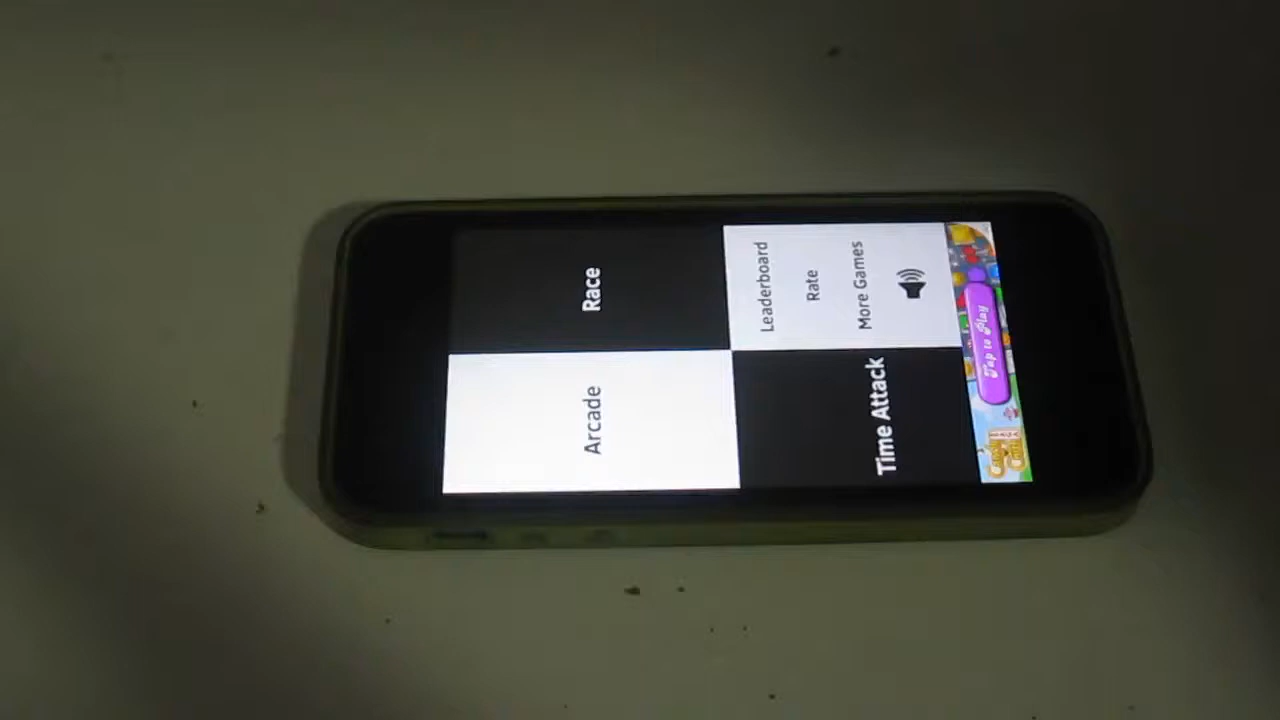 Arcade
Race
Time Attack
Leaderboard
Rate
More Games
Tap to Play